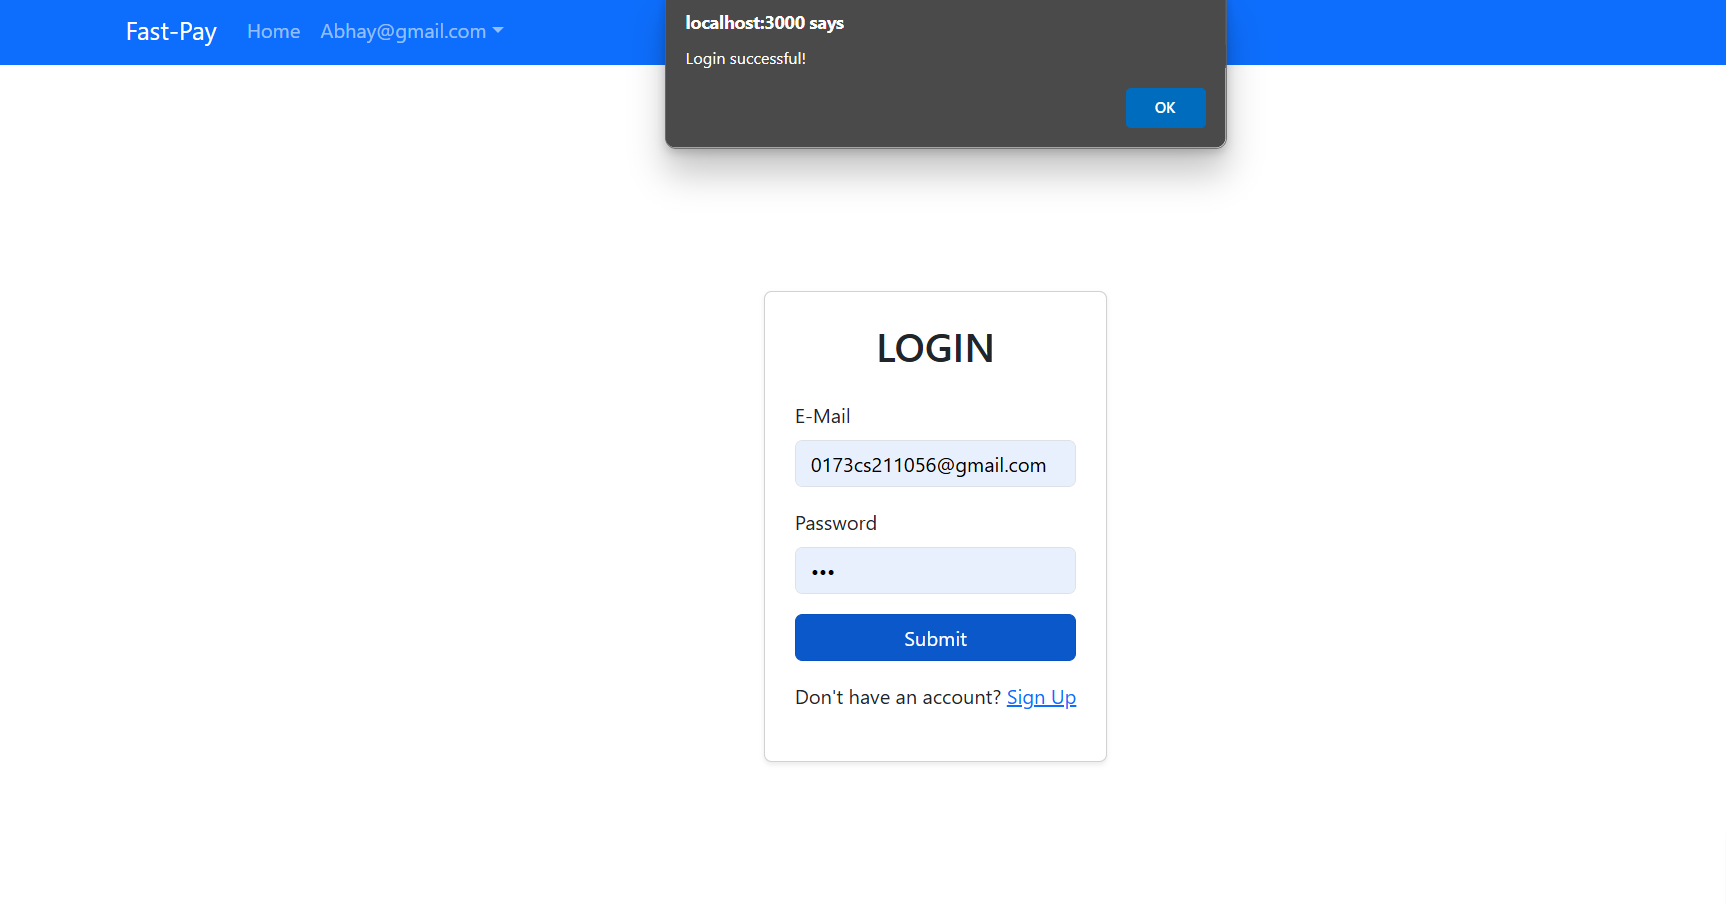 Fast-Pay Home Abhay@gmail.com
localhost:3000 says
Login successful!
OK
LOGIN
E-Mail
0173cs211056@gmail.com
Password
•••
Submit
Don't have an account? Sign Up